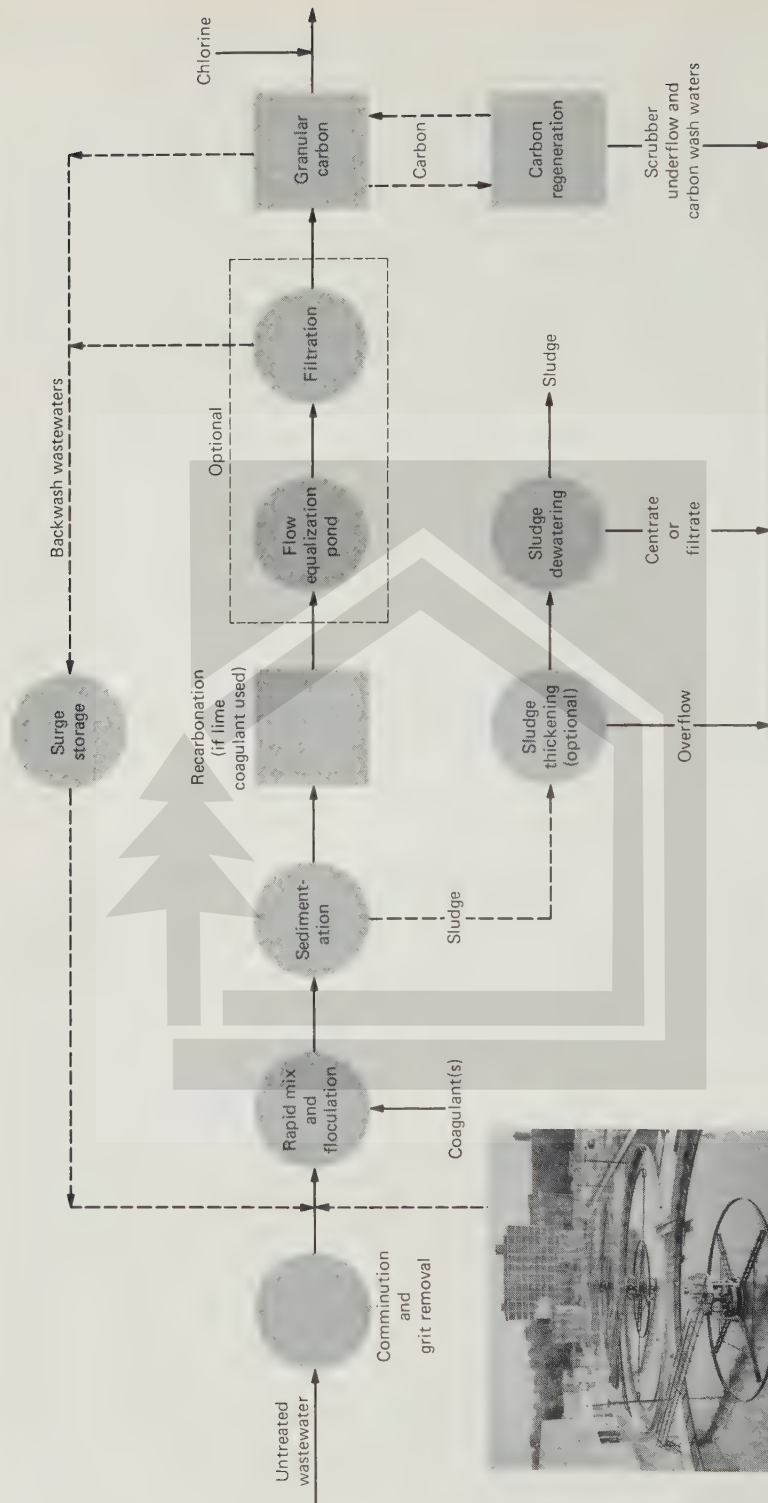 Untreated
wastewater
Comminution
and
grit removal
Rapid mix
and
floculation
Coagulant(s)
Sediment-
ation
Sludge
Recarbonation
(if lime
coagulant used)
Surge
storage
Backwash wastewaters
Optional
Flow
equalization
pond
Filtration
Granular
carbon
Chlorine
Carbon
Carbon
regeneration
Scrubber
underflow and
carbon wash waters
Sludge
thickening
(optional)
Overflow
Sludge
dewatering
Sludge
Centrate
or
filtrate